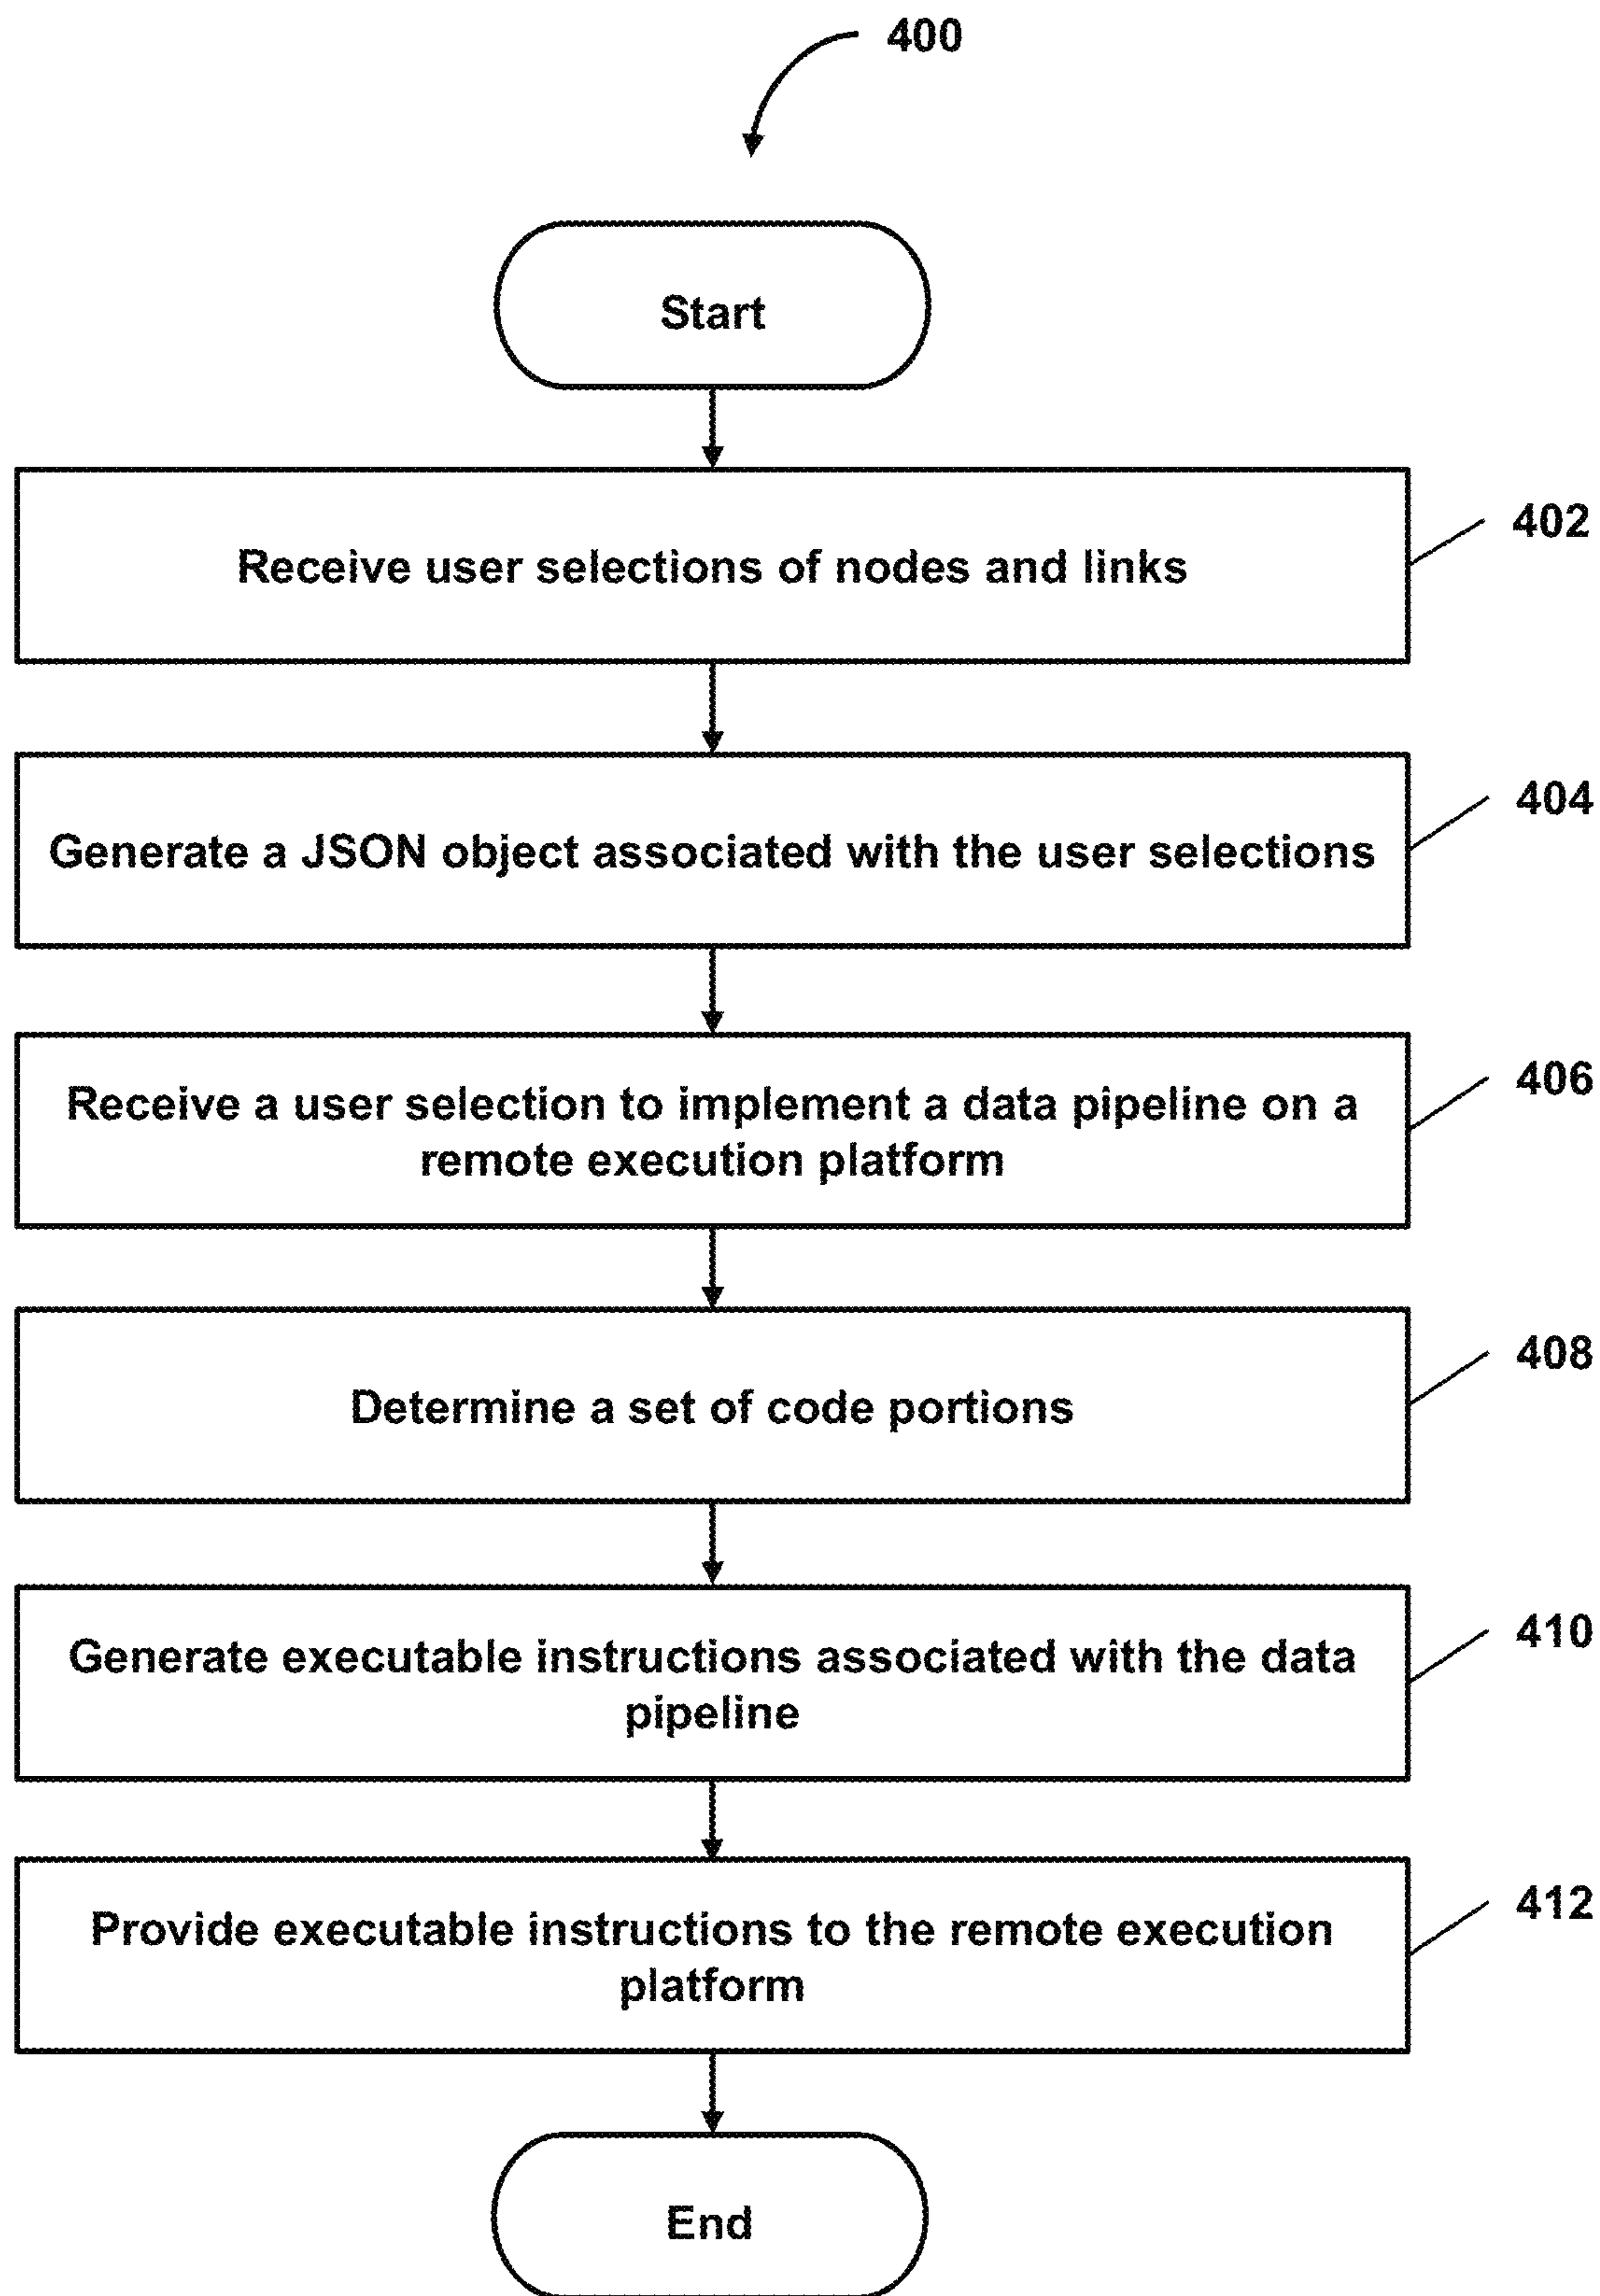 400
Start
402
Receive user selections of nodes and links
404
Generate a JSON object associated with the user selections
406
Receive a user selection to implement a data pipeline on a
remote execution platform
408
Determine a set of code portions
410
Generate executable instructions associated with the data
pipeline
412
Provide executable instructions to the remote execution
platform
End